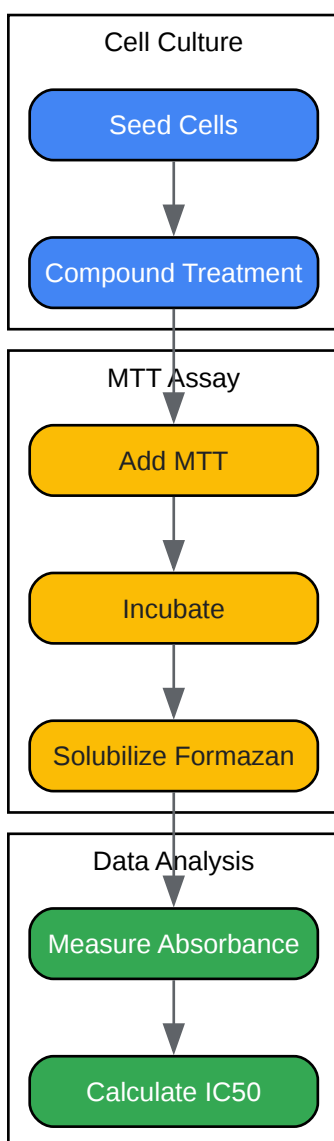 Cell Culture
Seed Cells
Compound Treatment
MTT Assay
Add MTT
Incubate
Solubilize Formazan
Data Analysis
Measure Absorbance
Calculate IC50